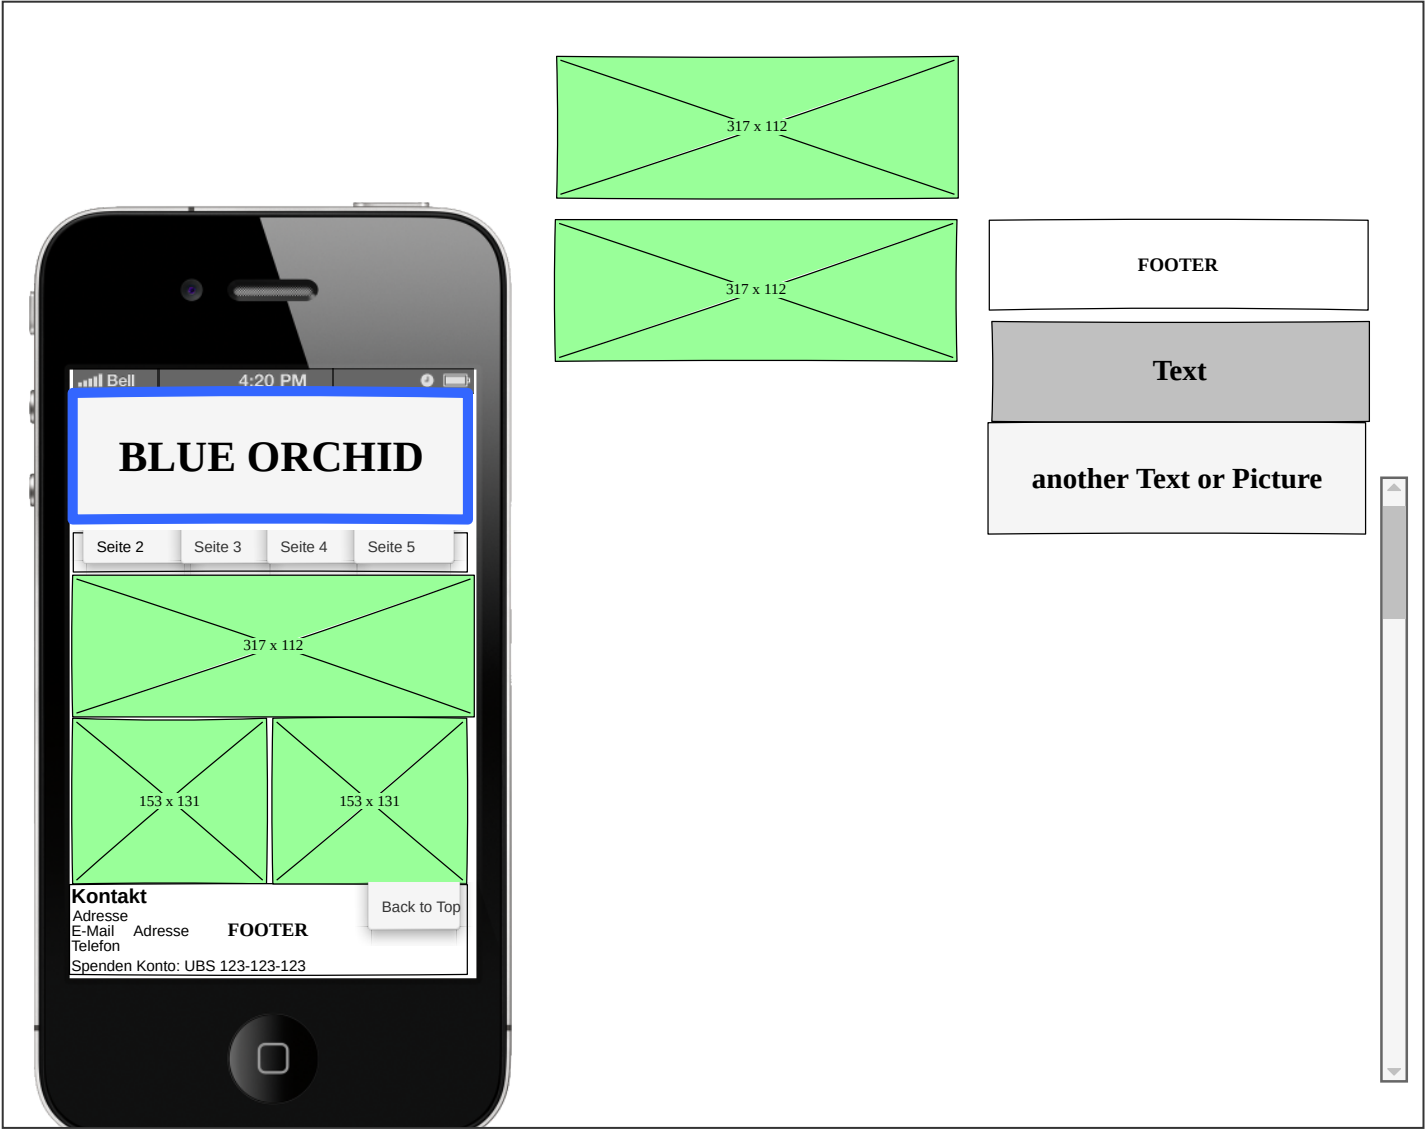 317 x 112
317 x 112
FOOTER
Text
another Text or Picture
Bell 4:20 PM
BLUE ORCHID
Seite 2 Seite 3 Seite 4 Seite 5
317 x 112
153 x 131 153 x 131
Kontakt
Adresse
E-Mail Adresse FOOTER
Telefon
Back to Top
Spenden Konto: UBS 123-123-123